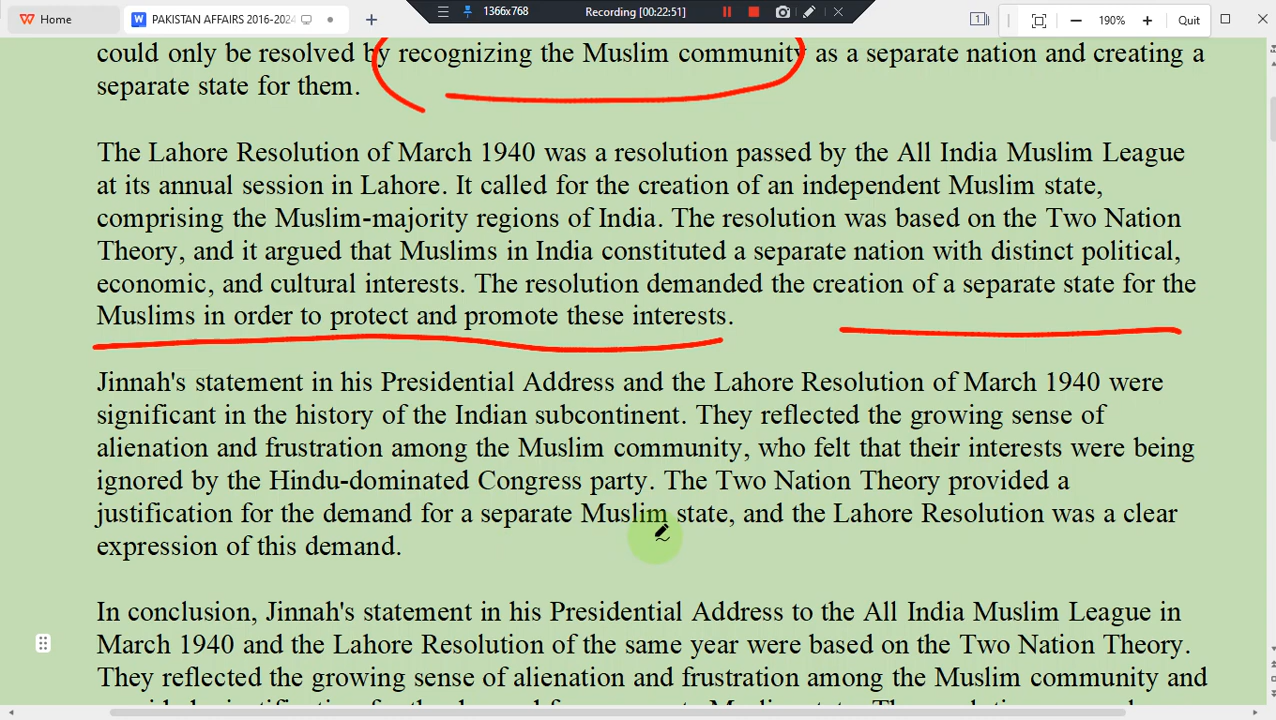 Home
PAKISTAN AFFAIRS 2016-2024
1366x768
Recording [00:22:51]
190%
Quit
could only be resolved by recognizing the Muslim community as a separate nation and creating a
separate state for them.
The Lahore Resolution of March 1940 was a resolution passed by the All India Muslim League
at its annual session in Lahore. It called for the creation of an independent Muslim state,
comprising the Muslim-majority regions of India. The resolution was based on the Two Nation
Theory, and it argued that Muslims in India constituted a separate nation with distinct political,
economic, and cultural interests. The resolution demanded the creation of a separate state for the
Muslims in order to protect and promote these interests.
Jinnah's statement in his Presidential Address and the Lahore Resolution of March 1940 were
significant in the history of the Indian subcontinent. They reflected the growing sense of
alienation and frustration among the Muslim community, who felt that their interests were being
ignored by the Hindu-dominated Congress party. The Two Nation Theory provided a
justification for the demand for a separate Muslim state, and the Lahore Resolution was a clear
expression of this demand.
In conclusion, Jinnah's statement in his Presidential Address to the All India Muslim League in
March 1940 and the Lahore Resolution of the same year were based on the Two Nation Theory.
They reflected the growing sense of alienation and frustration among the Muslim community and